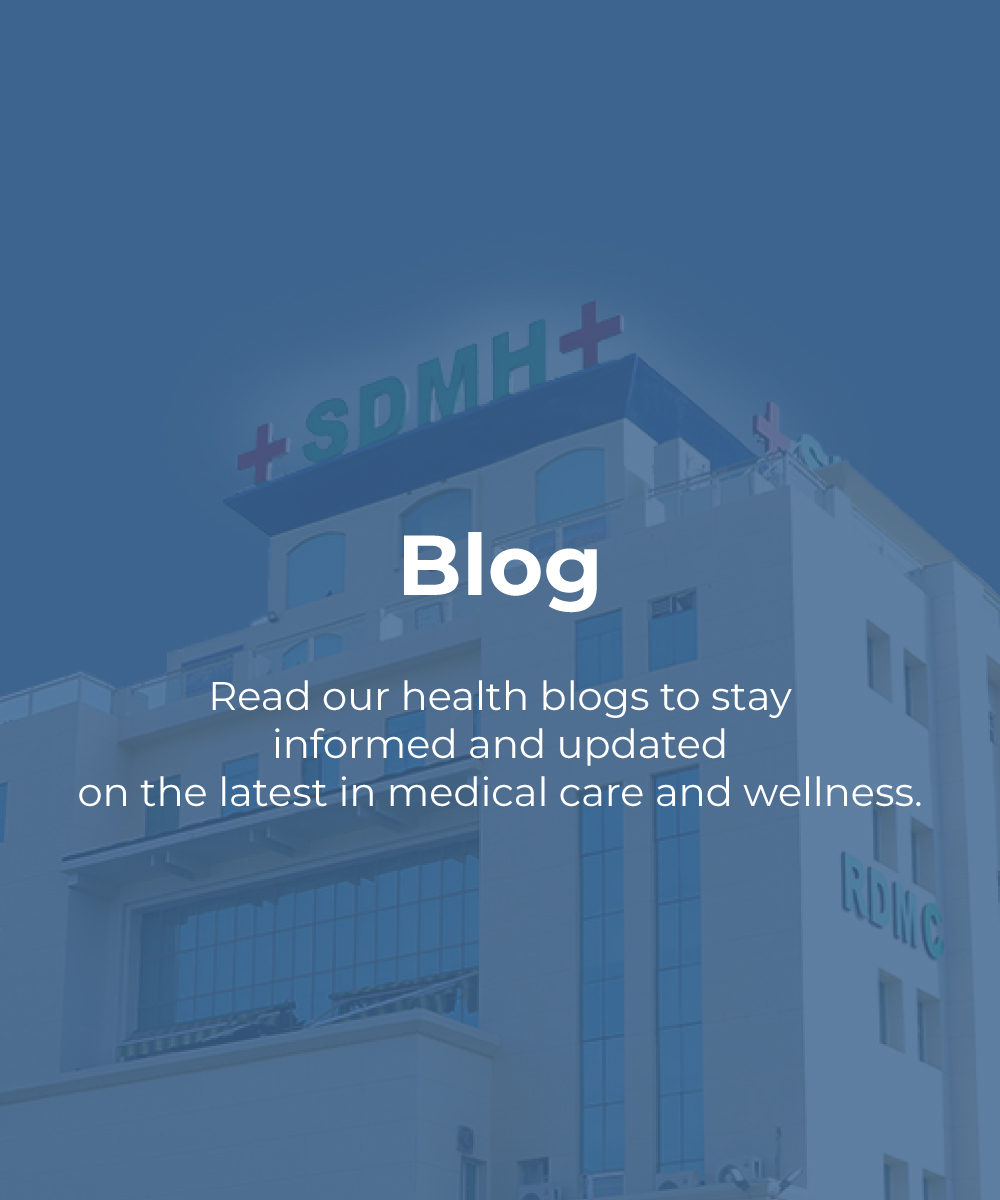 SDMH
S
Blog
Read our health blogs to stay
informed and updated
on the latest in medical care and wellness.
RDMC